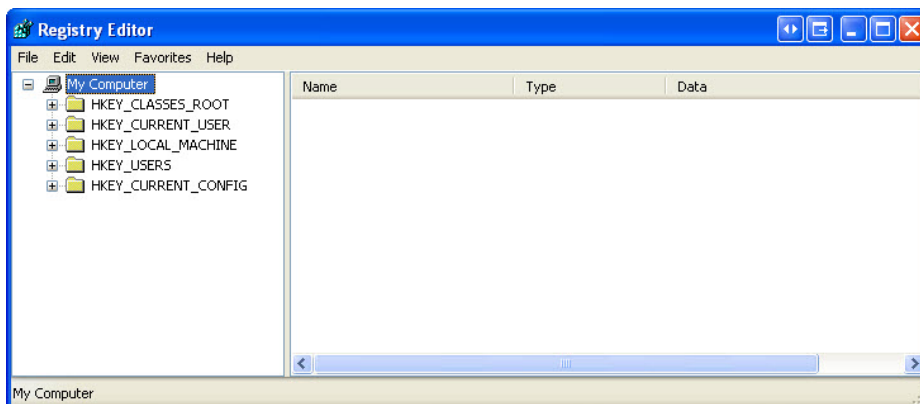 Registry Editor
File Edit View Favorites Help
My Computer
HKEY_CLASSES_ROOT
HKEY_CURRENT_USER
HKEY_LOCAL_MACHINE
HKEY_USERS
HKEY_CURRENT_CONFIG
Name Type Data
My Computer